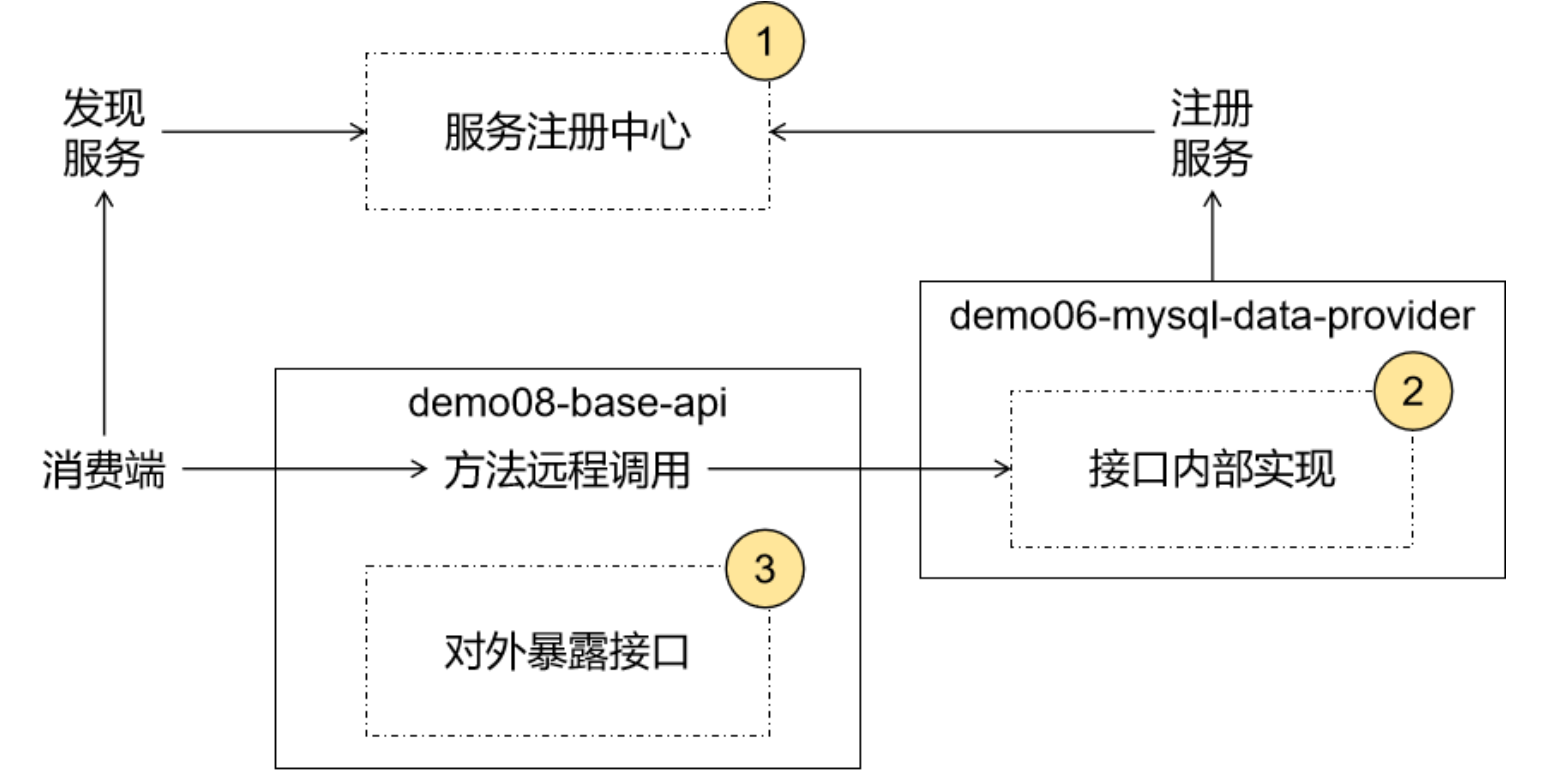 1
发现
服务
服务注册中心
注册
服务
demo06-mysql-data-provider
2
demo08-base-api
消费端
方法远程调用
接口内部实现
3
对外暴露接口